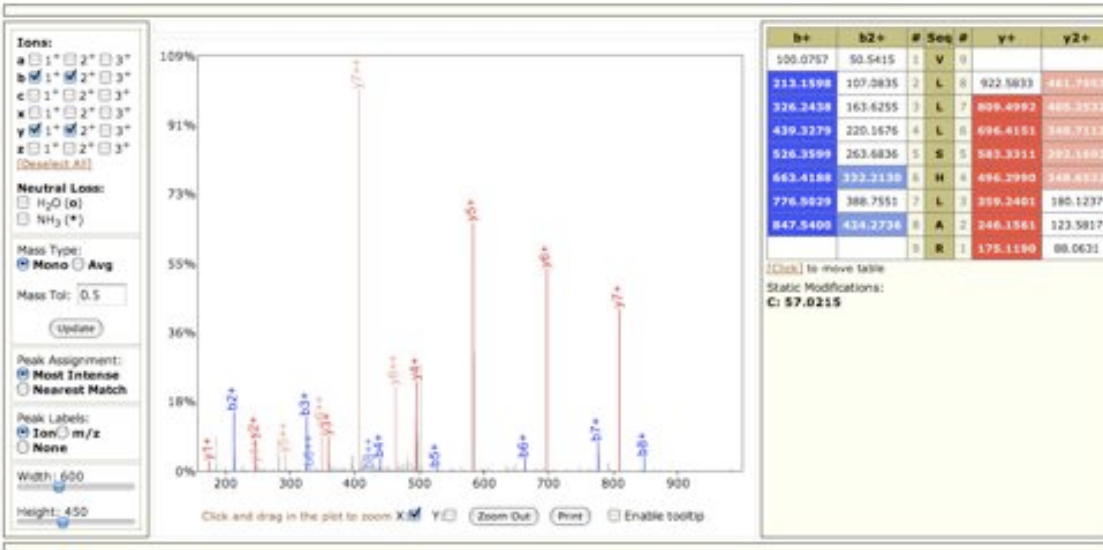 Ions:
a 1+ 2+ 3+
b 1+ 2+ 3+
c 1+ 2+ 3+
x 1+ 2+ 3+
y 1+ 2+ 3+
z 1+ 2+ 3+
[Deselect All]
Neutral Loss:
H2O (o)
NH3 (*)
Mass Type:
Mono Avg
Mass Tol: 0.5
Update
Peak Assignment:
Most Intense
Nearest Match
Peak Labels:
Ion m/z
None
Width: 600
Height: 450
109%
91%
73%
55%
36%
18%
0%
y1+ b2+ y2+ b3+ y3+ y7++ b4+ y8++ y4+ b5+ y5+ b6+ y6+ b7+ y7+ b8+
200 300 400 500 600 700 800 900
Click and drag in the plot to zoom X: Y: Zoom Out Print Enable tooltip
b+ b2+ # Seq # y+ y2+
100.0757 50.5415 1 V 9
213.1598 107.0835 2 L 8 922.5833
326.2438 163.6255 3 L 7 809.4992
439.3279 220.1676 4 L 6 696.4151
526.3599 263.6836 5 S 5 583.3311
663.4188 332.2130 6 H 4 496.2990
776.5029 388.7551 7 L 3 359.2401 180.1237
847.5400 424.2736 8 A 2 246.1561 123.5817
9 R 1 175.1190 88.0631
[Click] to move table
Static Modifications:
C: 57.0215